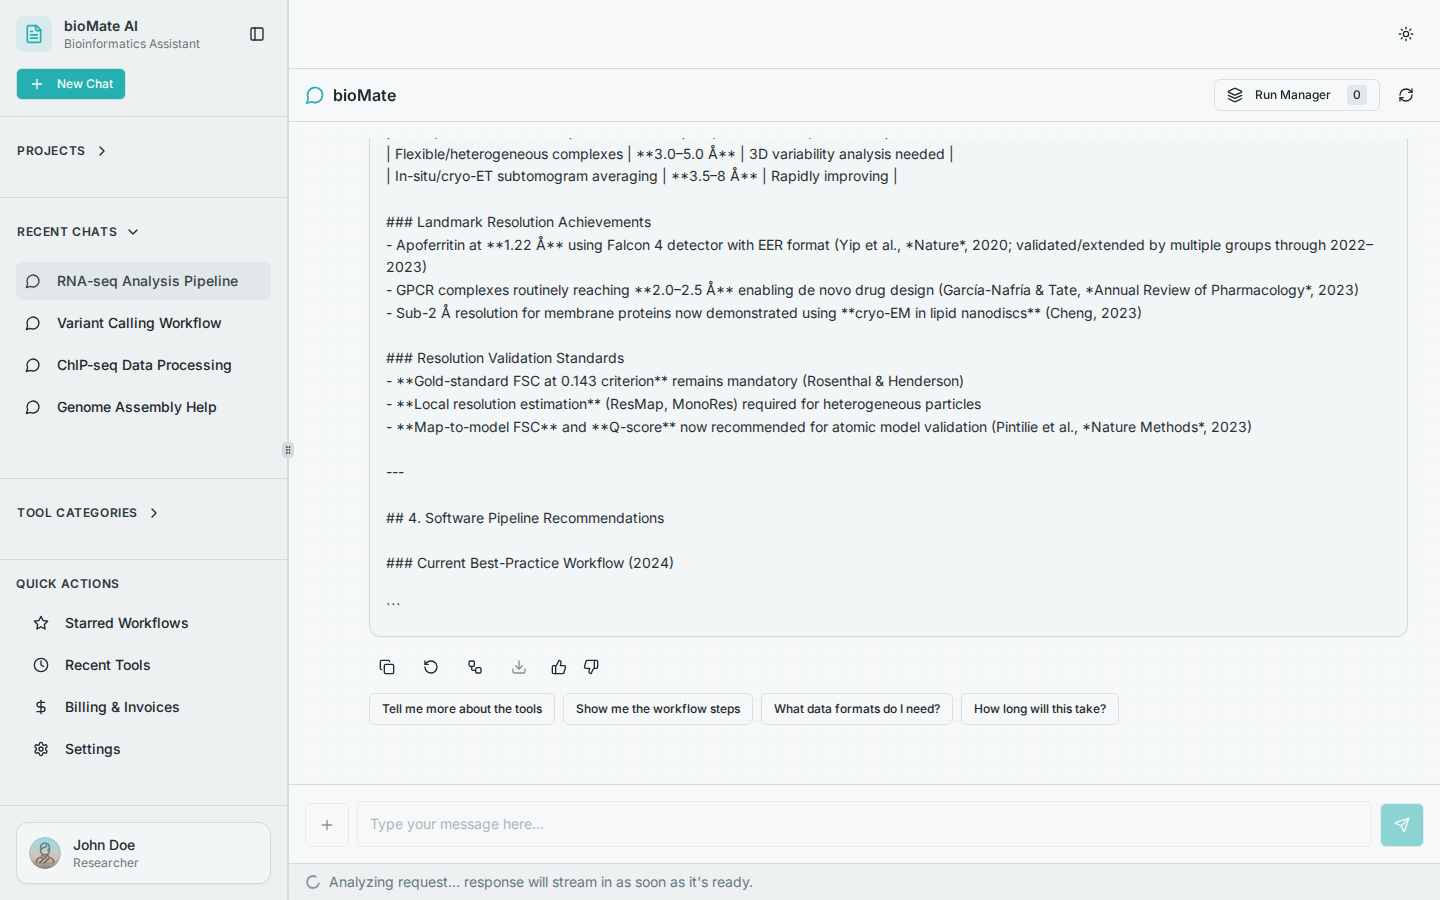 bioMate AI
Bioinformatics Assistant
New Chat
PROJECTS
RECENT CHATS
RNA-seq Analysis Pipeline
Variant Calling Workflow
ChIP-seq Data Processing
Genome Assembly Help
TOOL CATEGORIES
QUICK ACTIONS
Starred Workflows
Recent Tools
Billing & Invoices
Settings
John Doe
Researcher
bioMate
Run Manager 0
| Flexible/heterogeneous complexes | **3.0–5.0 Å** | 3D variability analysis needed |
| In-situ/cryo-ET subtomogram averaging | **3.5–8 Å** | Rapidly improving |
### Landmark Resolution Achievements
- Apoferritin at **1.22 Å** using Falcon 4 detector with EER format (Yip et al., *Nature*, 2020; validated/extended by multiple groups through 2022–
2023)
- GPCR complexes routinely reaching **2.0–2.5 Å** enabling de novo drug design (García-Nafría & Tate, *Annual Review of Pharmacology*, 2023)
- Sub-2 Å resolution for membrane proteins now demonstrated using **cryo-EM in lipid nanodiscs** (Cheng, 2023)
### Resolution Validation Standards
- **Gold-standard FSC at 0.143 criterion** remains mandatory (Rosenthal & Henderson)
- **Local resolution estimation** (ResMap, MonoRes) required for heterogeneous particles
- **Map-to-model FSC** and **Q-score** now recommended for atomic model validation (Pintilie et al., *Nature Methods*, 2023)
---
## 4. Software Pipeline Recommendations
### Current Best-Practice Workflow (2024)
```
Tell me more about the tools
Show me the workflow steps
What data formats do I need?
How long will this take?
Type your message here...
Analyzing request... response will stream in as soon as it's ready.